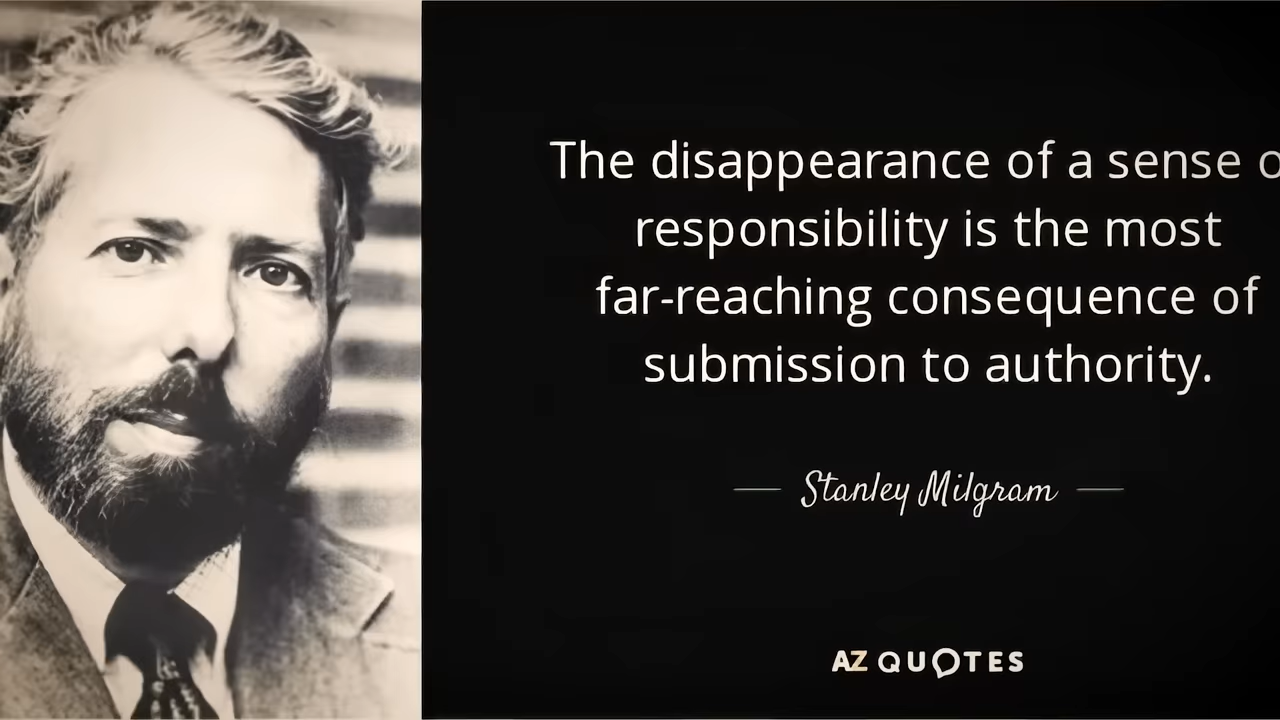 The disappearance of a sense o
responsibility is the most
far-reaching consequence of
submission to authority.
Stanley Milgram
AZ QUOTES